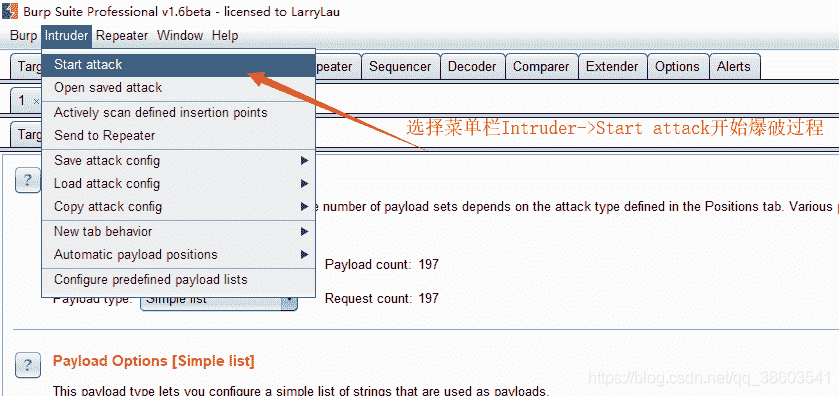 Burp Suite Professional v1.6beta - licensed to LarryLau
Burp Intruder Repeater Window Help
Targ peater Sequencer Decoder Comparer Extender Options Alerts
Start attack
Open saved attack
1 ×
Actively scan defined insertion points
选择菜单栏Intruder->Start attack开始爆破过程
Send to Repeater
Targ
Save attack config
Load attack config
?
Copy attack config
e number of payload sets depends on the attack type defined in the Positions tab. Various p
New tab behavior
Automatic payload positions
Payload count: 197
Configure predefined payload lists
Payload type: Simple list
Request count: 197
?
Payload Options [Simple list]
This payload type lets you configure a simple list of strings that are used as payloads.
https://blog.csdn.net/qq_38603541